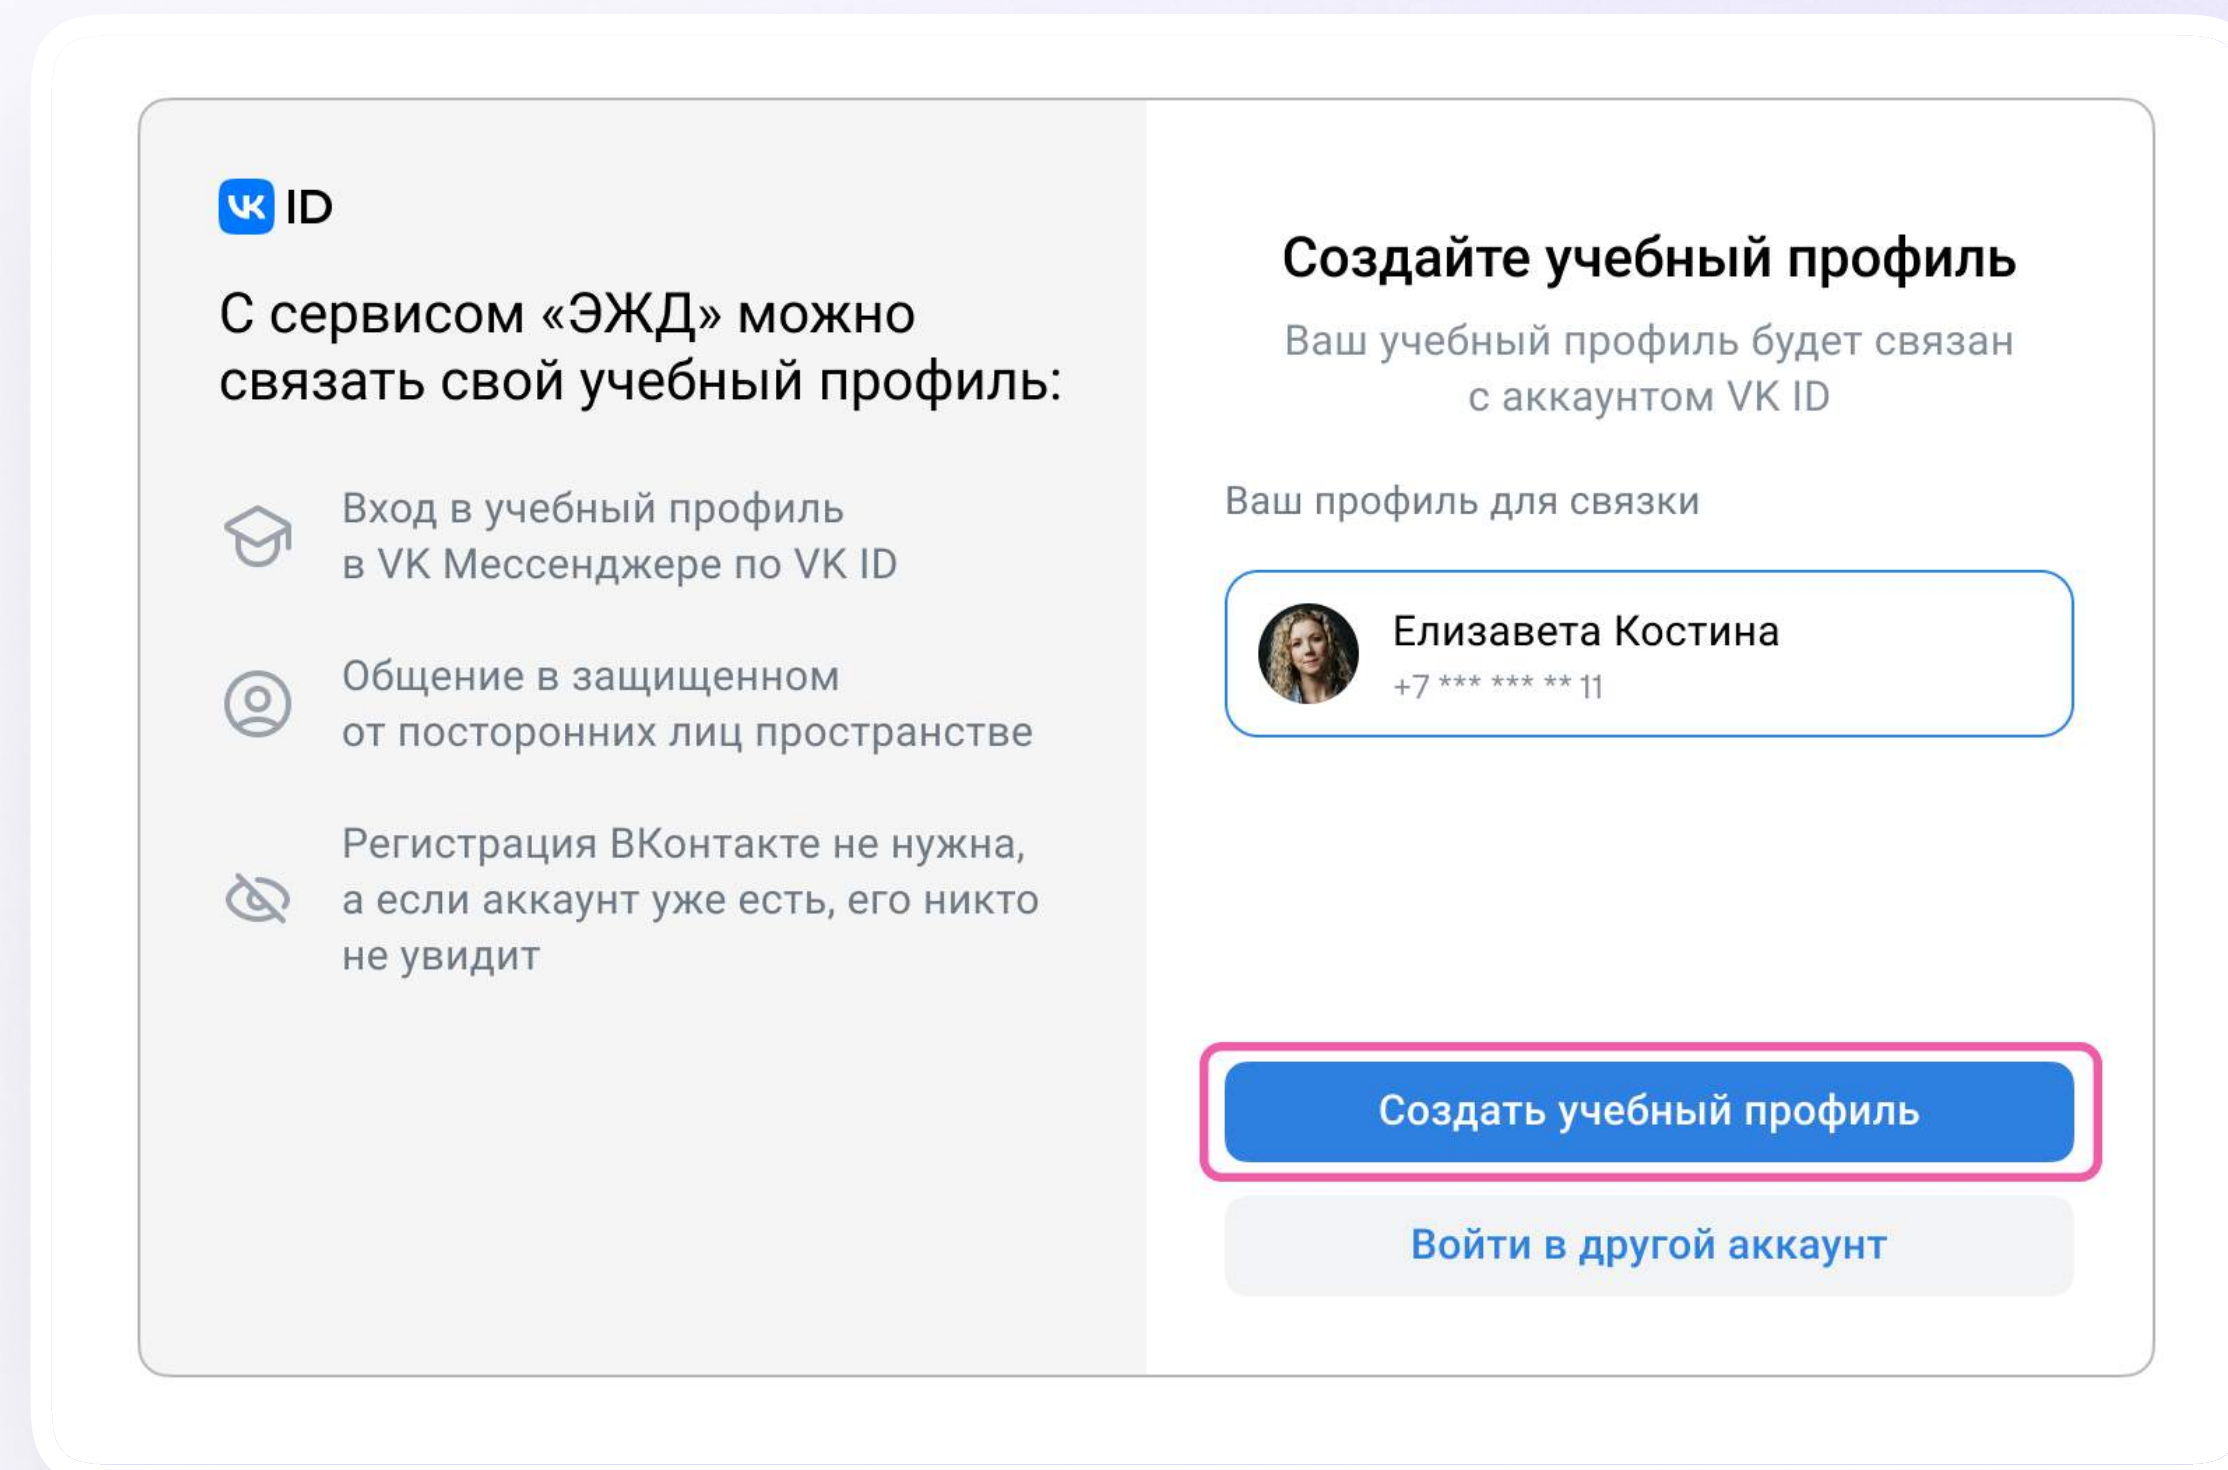 VK ID
С сервисом «ЭЖД» можно
связать свой учебный профиль:
Вход в учебный профиль
в VK Мессенджере по VK ID
Общение в защищенном
от посторонних лиц пространстве
Регистрация ВКонтакте не нужна,
а если аккаунт уже есть, его никто
не увидит
Создайте учебный профиль
Ваш учебный профиль будет связан
с аккаунтом VK ID
Ваш профиль для связки
Елизавета Костина
+7 *** *** ** 11
Создать учебный профиль
Войти в другой аккаунт